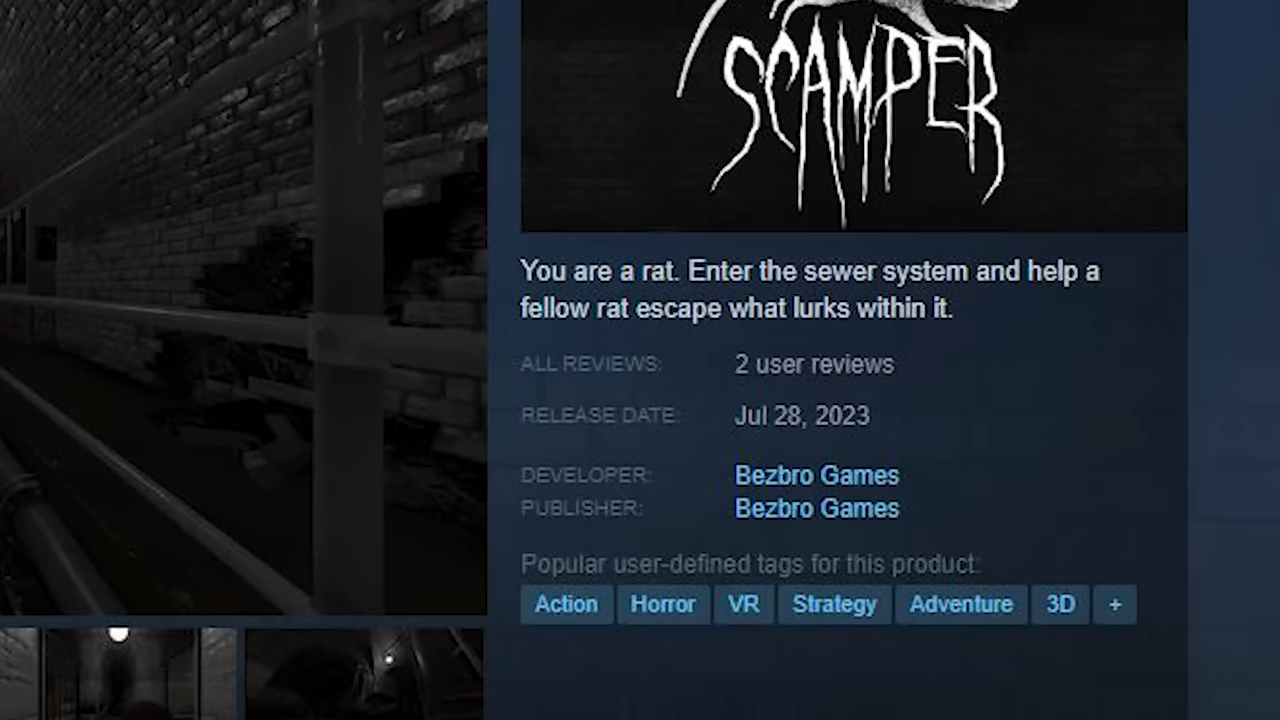 SCAMPER
You are a rat. Enter the sewer system and help a
fellow rat escape what lurks within it.
ALL REVIEWS: 2 user reviews
RELEASE DATE: Jul 28, 2023
DEVELOPER: Bezbro Games
PUBLISHER: Bezbro Games
Popular user-defined tags for this product:
Action Horror VR Strategy Adventure 3D +